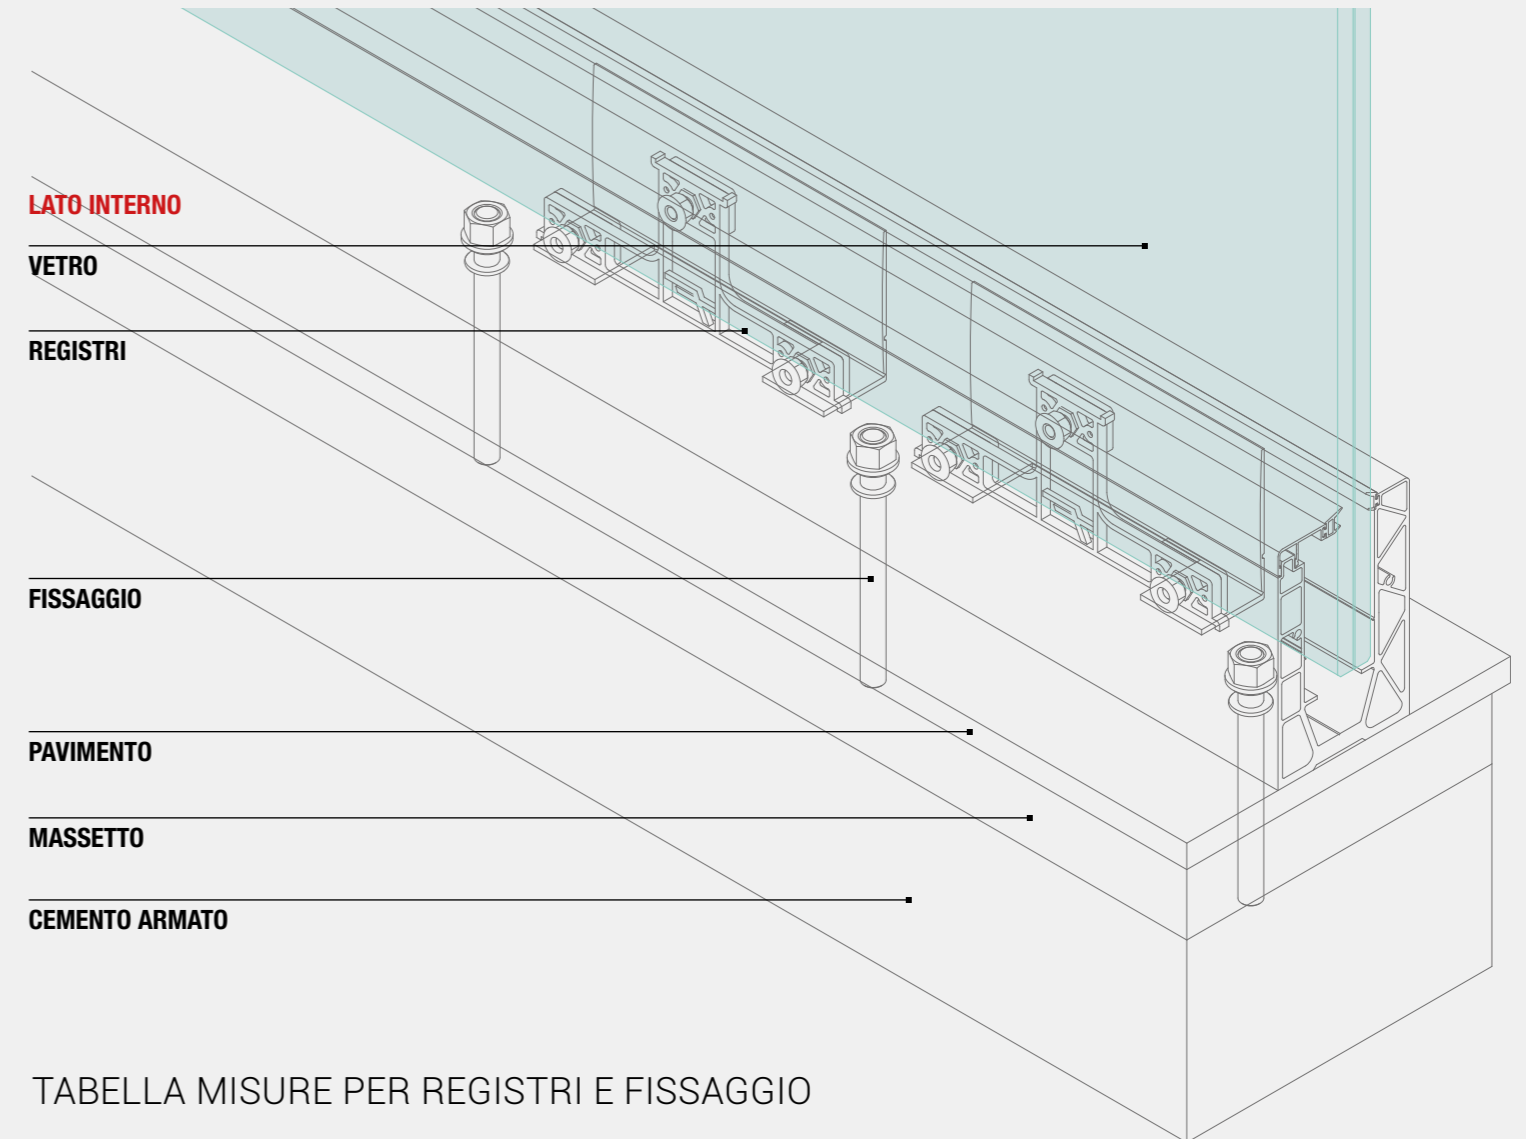 LATO INTERNO
VETRO
REGISTRI
FISSAGGIO
PAVIMENTO
MASSETTO
CEMENTO ARMATO
TABELLA MISURE PER REGISTRI E FISSAGGIO